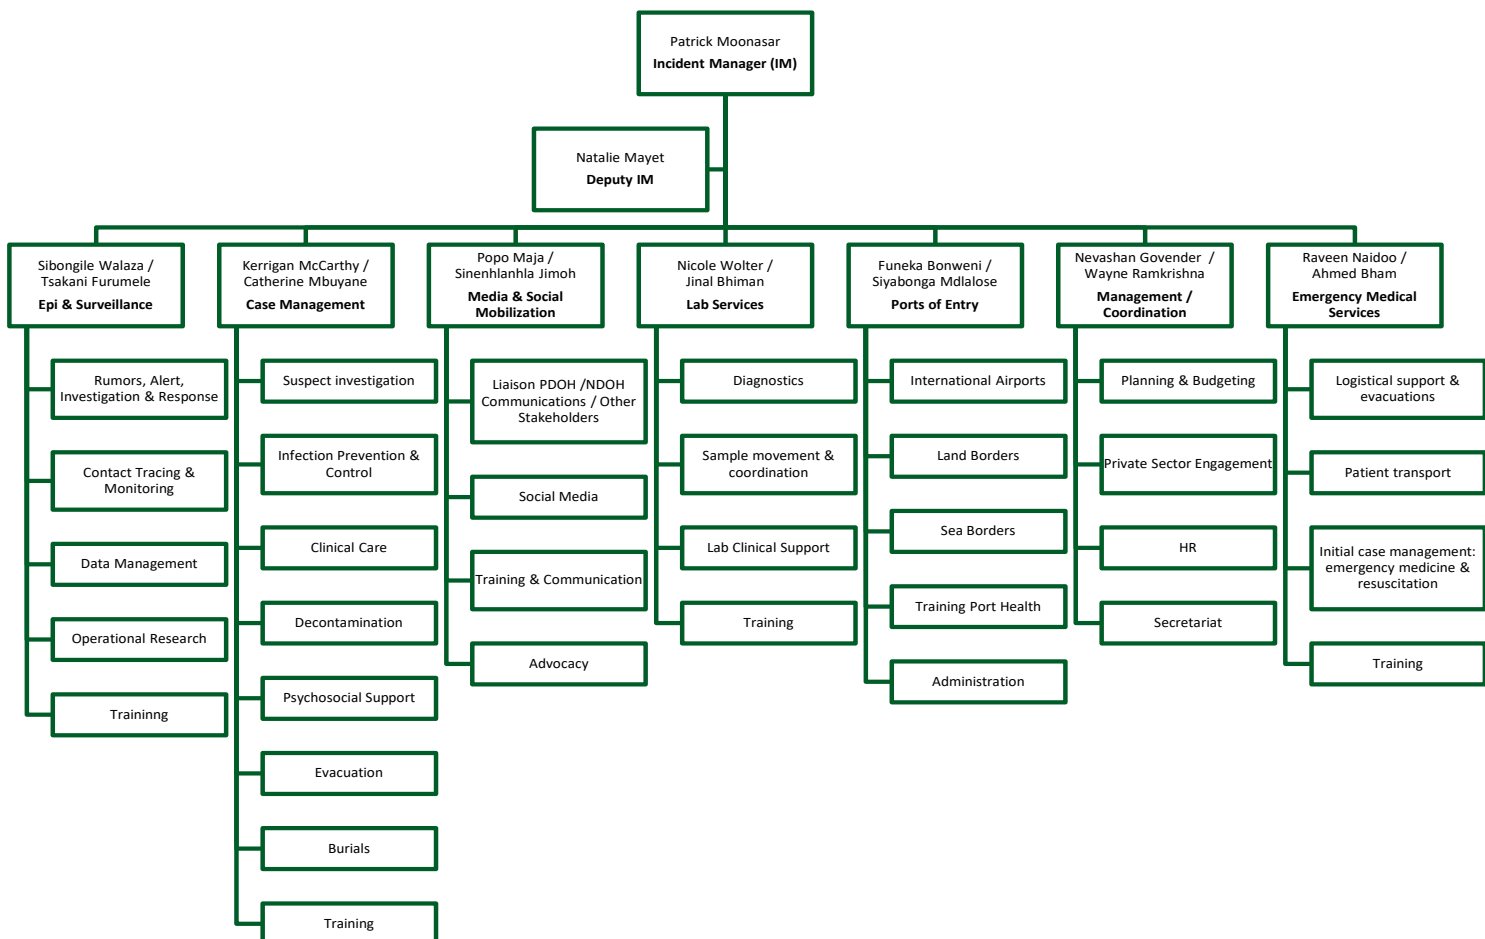 Patrick Moonasar
Incident Manager (IM)
Natalie Mayet
Deputy IM
Sibongile Walaza /
Tsakani Furumele
Epi & Surveillance
Rumors, Alert,
Investigation & Response
Contact Tracing &
Monitoring
Data Management
Operational Research
Traininng
Kerrigan McCarthy /
Catherine Mbuyane
Case Management
Suspect investigation
Infection Prevention &
Control
Clinical Care
Decontamination
Psychosocial Support
Evacuation
Burials
Training
Popo Maja /
Sinenhlanhla Jimoh
Media & Social
Mobilization
Liaison PDOH /NDOH
Communications / Other
Stakeholders
Social Media
Training & Communication
Advocacy
Nicole Wolter /
Jinal Bhiman
Lab Services
Diagnostics
Sample movement &
coordination
Lab Clinical Support
Training
Funeka Bonweni /
Siyabonga Mdlalose
Ports of Entry
International Airports
Land Borders
Sea Borders
Training Port Health
Administration
Nevashan Govender /
Wayne Ramkrishna
Management /
Coordination
Planning & Budgeting
Private Sector Engagement
HR
Secretariat
Raveen Naidoo /
Ahmed Bham
Emergency Medical
Services
Logistical support &
evacuations
Patient transport
Initial case management:
emergency medicine &
resuscitation
Training